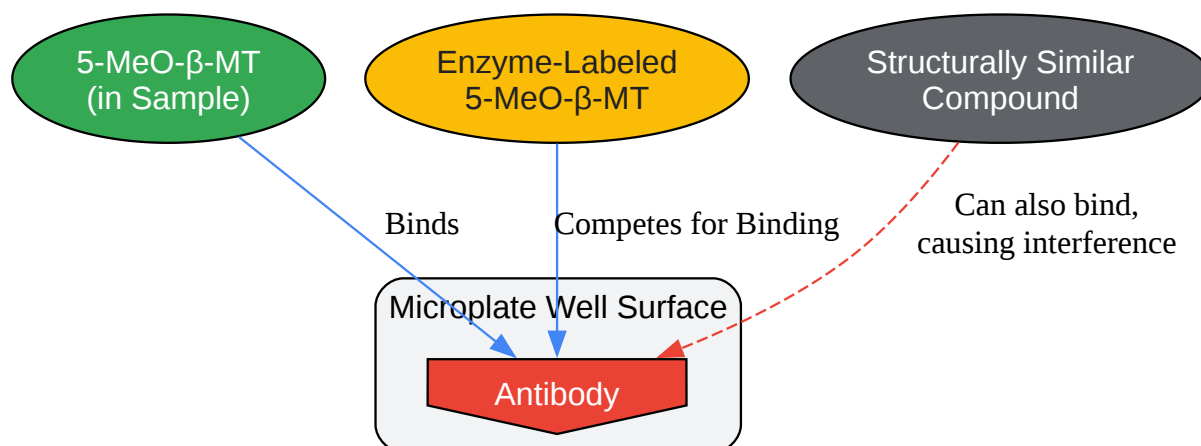 5-MeO-β-MT
(in Sample)
Enzyme-Labeled
5-MeO-β-MT
Structurally Similar
Compound
Binds
Competes for Binding
Can also bind,
causing interference
Microplate Well Surface
Antibody